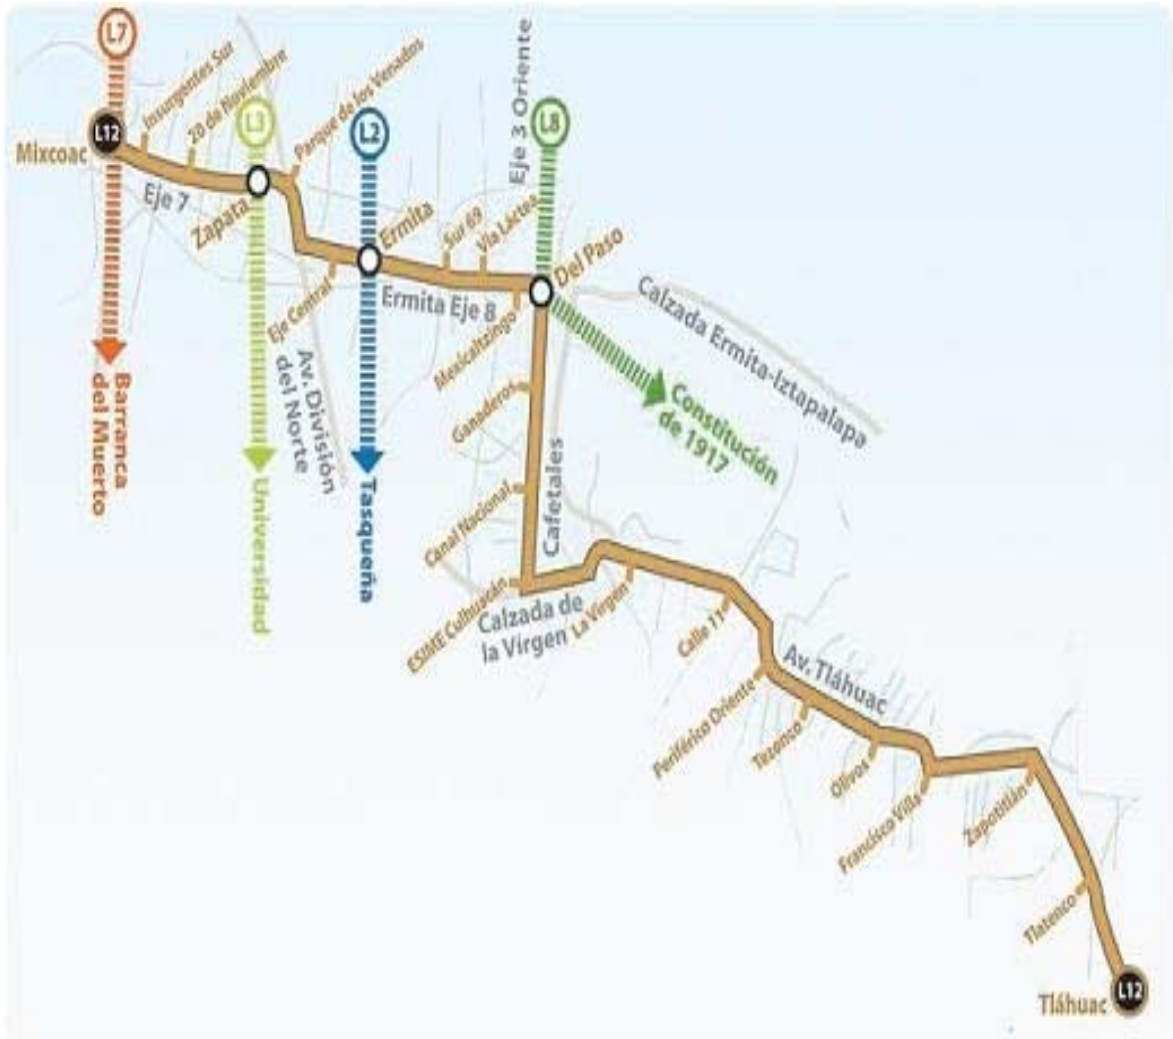 L7
Insurgentes Sur
20 de Noviembre
L3
Parque de los Venados
L2
Eje 3 Oriente
L8
L12
Mixcoac
Eje 7
Zapata
Ermita
Sur 69
Vía Láctea
Del Paso
Eje Central
Ermita Eje 8
Mexicaltzingo
Calzada Ermita-Iztapalapa
Av. División
del Norte
Barranca
del Muerto
Ganaderos
Constitución
de 1917
Universidad
Tasqueña
Canal Nacional
Cafetales
ESIME Culhuacán
Calzada de
la Virgen
La Virgen
Calle 11
Av. Tláhuac
Periférico Oriente
Tezonco
Olivos
Francisco Villa
Zapotitlán
Tlatenco
Tláhuac
L12